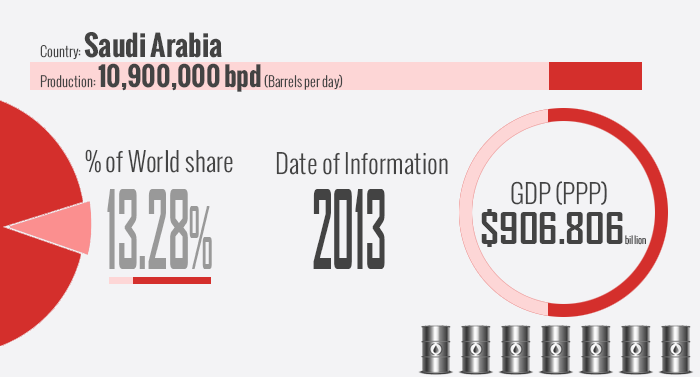 Country: Saudi Arabia
Production: 10,900,000 bpd (Barrels per day)
% of World share
13.28%
Date of Information
2013
GDP (PPP)
$906.806 billion